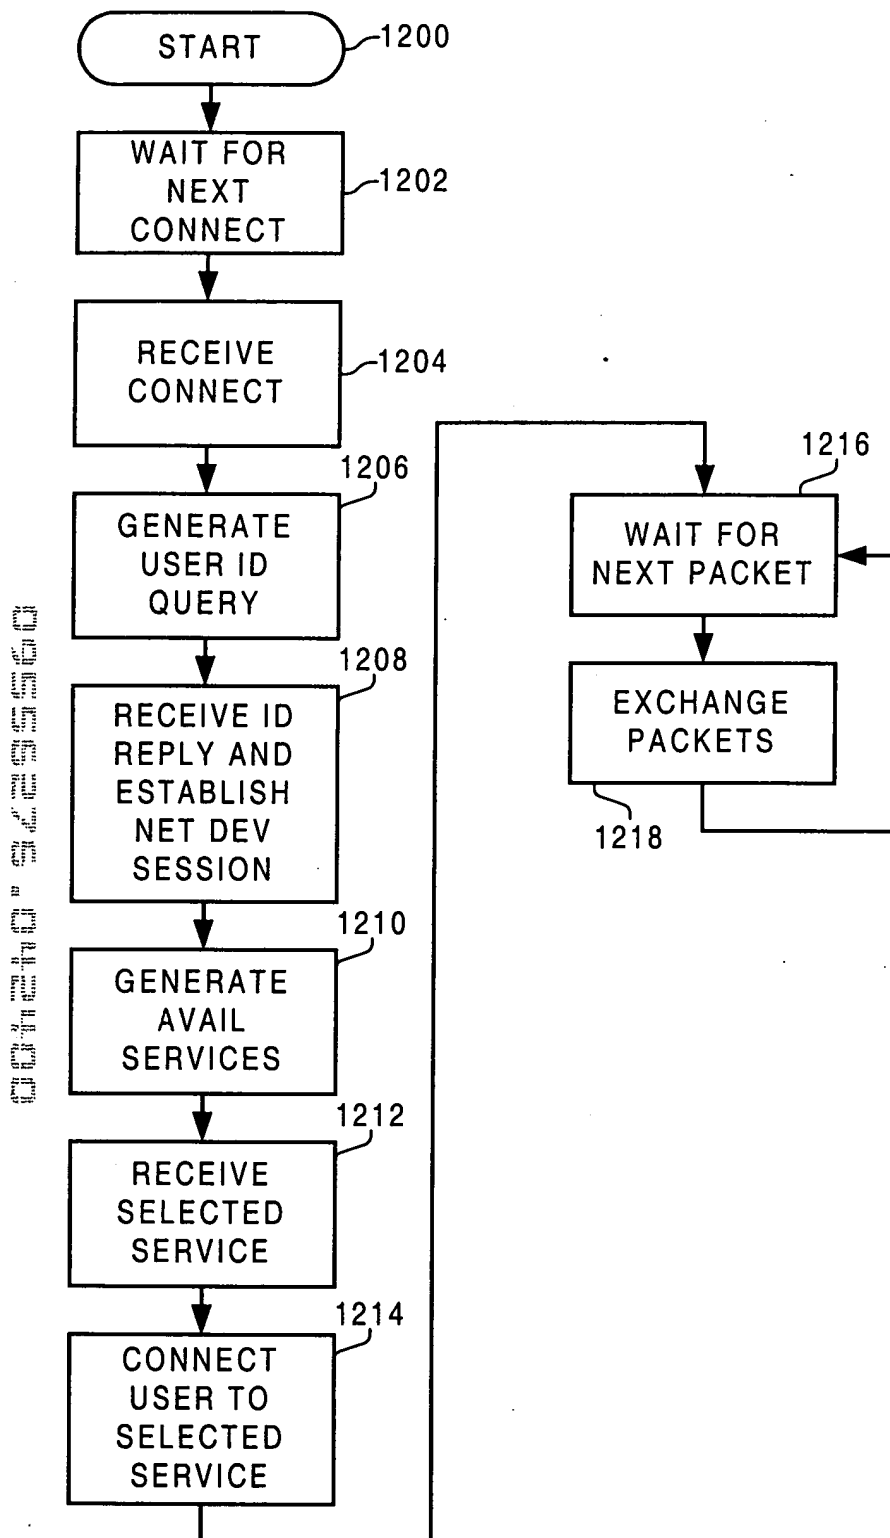 START
1200
WAIT FOR
NEXT
CONNECT
1202
RECEIVE
CONNECT
1204
1206
GENERATE
USER ID
QUERY
1208
RECEIVE ID
REPLY AND
ESTABLISH
NET DEV
SESSION
1210
GENERATE
AVAIL
SERVICES
1212
RECEIVE
SELECTED
SERVICE
1214
CONNECT
USER TO
SELECTED
SERVICE
1216
WAIT FOR
NEXT PACKET
EXCHANGE
PACKETS
1218
09556276.042400